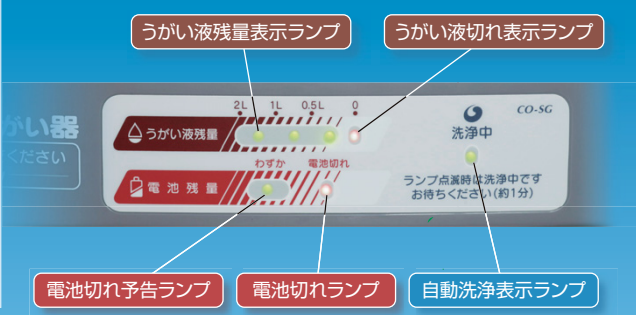 うがい液残量表示ランプ
うがい液切れ表示ランプ
2L 1L 0.5L 0
CO-SG
うがい液残量
洗浄中
がい器
ください
わずか 電池切れ
電池残量
ランプ点滅時は洗浄中です
お待ちください(約1分)
電池切れ予告ランプ
電池切れランプ
自動洗浄表示ランプ